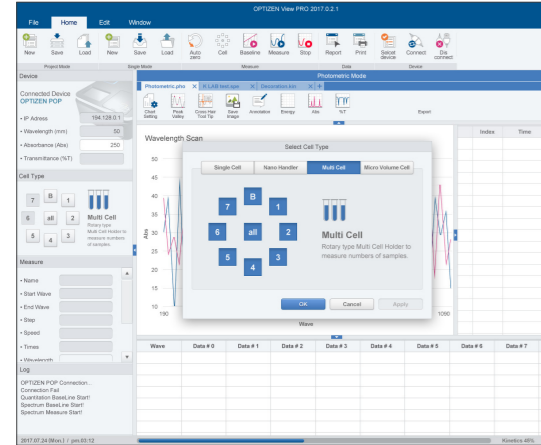 OPTIZEN View PRO 2017 0.2.1
File Home Edit Window
New Save Load New Save Load Auto zero Cell Baseline Measure Stop Report Print Select device Connect Die connect
Project Mode Single Mode Measure Data Device
Device
Photometric Mode
Photometric.pho X K LAB test.spe X Desoration.kin X +
Connected Device
OPTIZEN POP
Chart Setting Peak Valley Cross Hair Tool Tip Save Image Annotation Energy Abs %T Export
• IP Adress 194.128.0.1
• Wavelength (mm) 50
• Absorbance (Abs) 250
• Transmittance (%T)
Wavelength Scan
Index Time
Select Cell Type
Single Cell Nano Handler Multi Cell Micro Volume Cell
Cell Type
7 B 1
6 all 2
5 4 3
Multi Cell
Rotary type
Multi Cell Holder to
measure numbers
of samples.
B
7 1
6 all 2
5 3
4
Multi Cell
Rotary type Multi Cell Holder to
measure numbers of samples.
OK Cancel Apply
50
45
40
35
30
25
20
15
10
Abs
190 1090
Wave
Measure
• Name
• Start Wave
• End Wave
• Step
• Speed
• Times
• Wavelength
Wave Data # 0 Data # 1 Data # 2 Data # 3 Data # 4 Data # 5 Data # 6 Data # 7
Log
OPTIZEN POP Connection...
Connection Fail
Quantitation BaseLine Start!
Spectrum BaseLine Start!
Spectrum Measure Start!
2017.07.24 (Mon.) / pm.03:12
Kinetics 48%